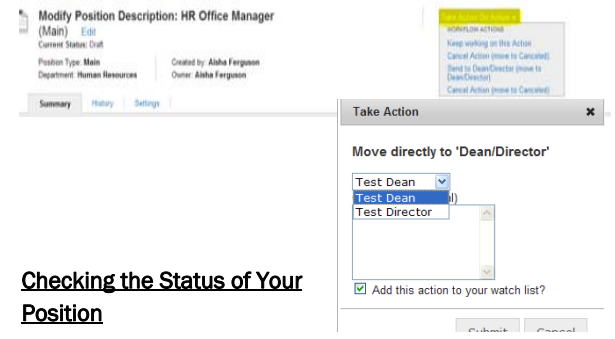 Modify Position Description: HR Office Manager
(Main) Edit
Current Status: Draft
Position Type: Main
Department: Human Resources
Created by: Alsha Ferguson
Owner: Alsha Ferguson
Summary History Settings
Take Action On Action
WORKFLOW ACTIONS
Keep working on this Action
Cancel Action (move to Canceled)
Send to Dean/Director (move to
Dean/Director)
Cancel Action (move to Canceled)
Take Action
Move directly to 'Dean/Director'
Test Dean
Test Dean
Test Director
Add this action to your watch list?
Submit Cancel
Checking the Status of Your
Position